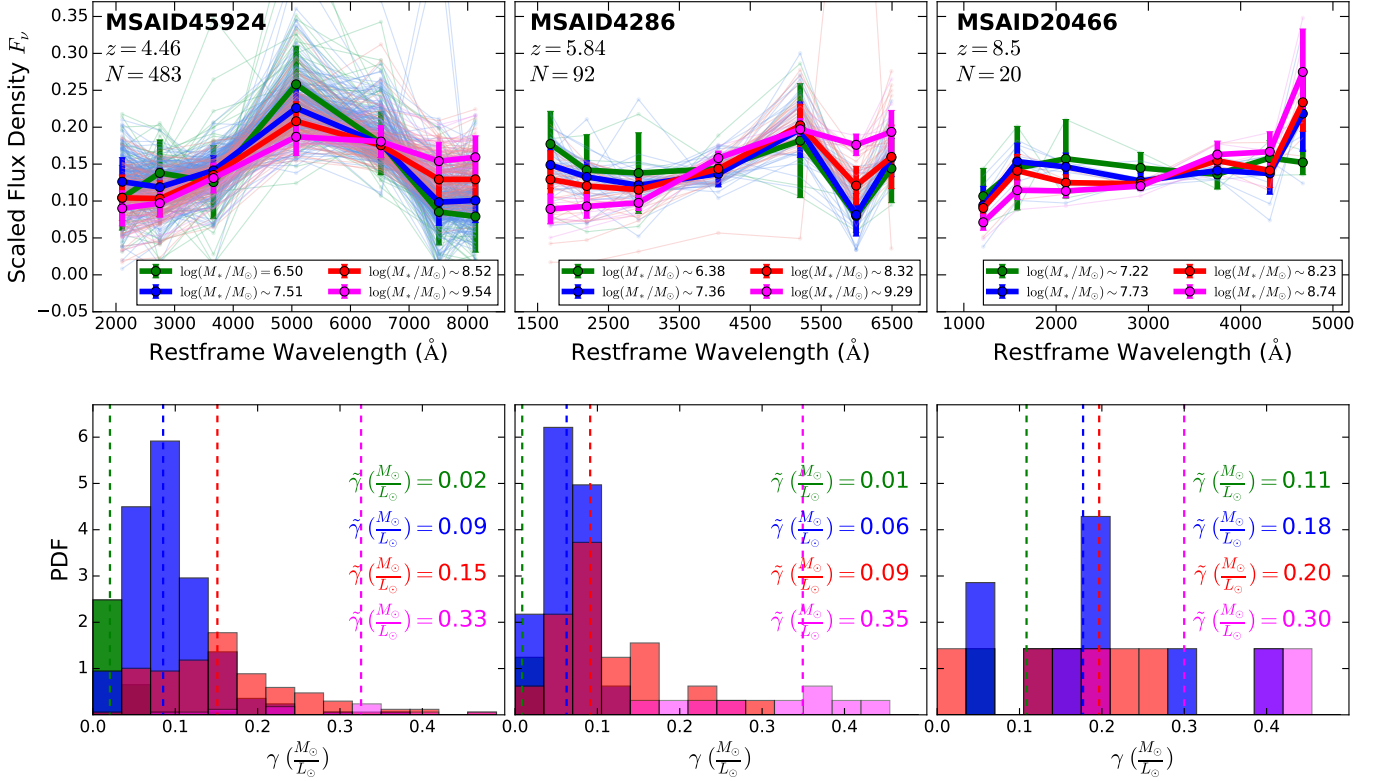 Scaled Flux Density $F_\nu$
0.35
0.30
0.25
0.20
0.15
0.10
0.05
0.00
−0.05
MSAID45924
z = 4.46
N = 483
log(M*/M⊙) = 6.50
log(M*/M⊙) ~ 7.51
log(M*/M⊙) ~ 8.52
log(M*/M⊙) ~ 9.54
2000 3000 4000 5000 6000 7000 8000
Restframe Wavelength (Å)
MSAID4286
z = 5.84
N = 92
log(M*/M⊙) ~ 6.38
log(M*/M⊙) ~ 7.36
log(M*/M⊙) ~ 8.32
log(M*/M⊙) ~ 9.29
1500 2500 3500 4500 5500 6500
Restframe Wavelength (Å)
MSAID20466
z = 8.5
N = 20
log(M*/M⊙) ~ 7.22
log(M*/M⊙) ~ 7.73
log(M*/M⊙) ~ 8.23
log(M*/M⊙) ~ 8.74
1000 2000 3000 4000 5000
Restframe Wavelength (Å)
PDF
6
5
4
3
2
1
γ̃ (M⊙/L⊙) = 0.02
γ̃ (M⊙/L⊙) = 0.09
γ̃ (M⊙/L⊙) = 0.15
γ̃ (M⊙/L⊙) = 0.33
0.0 0.1 0.2 0.3 0.4
γ (M⊙/L⊙)
γ̃ (M⊙/L⊙) = 0.01
γ̃ (M⊙/L⊙) = 0.06
γ̃ (M⊙/L⊙) = 0.09
γ̃ (M⊙/L⊙) = 0.35
0.0 0.1 0.2 0.3 0.4
γ (M⊙/L⊙)
γ̃ (M⊙/L⊙) = 0.11
γ̃ (M⊙/L⊙) = 0.18
γ̃ (M⊙/L⊙) = 0.20
γ̃ (M⊙/L⊙) = 0.30
0.0 0.1 0.2 0.3 0.4
γ (M⊙/L⊙)